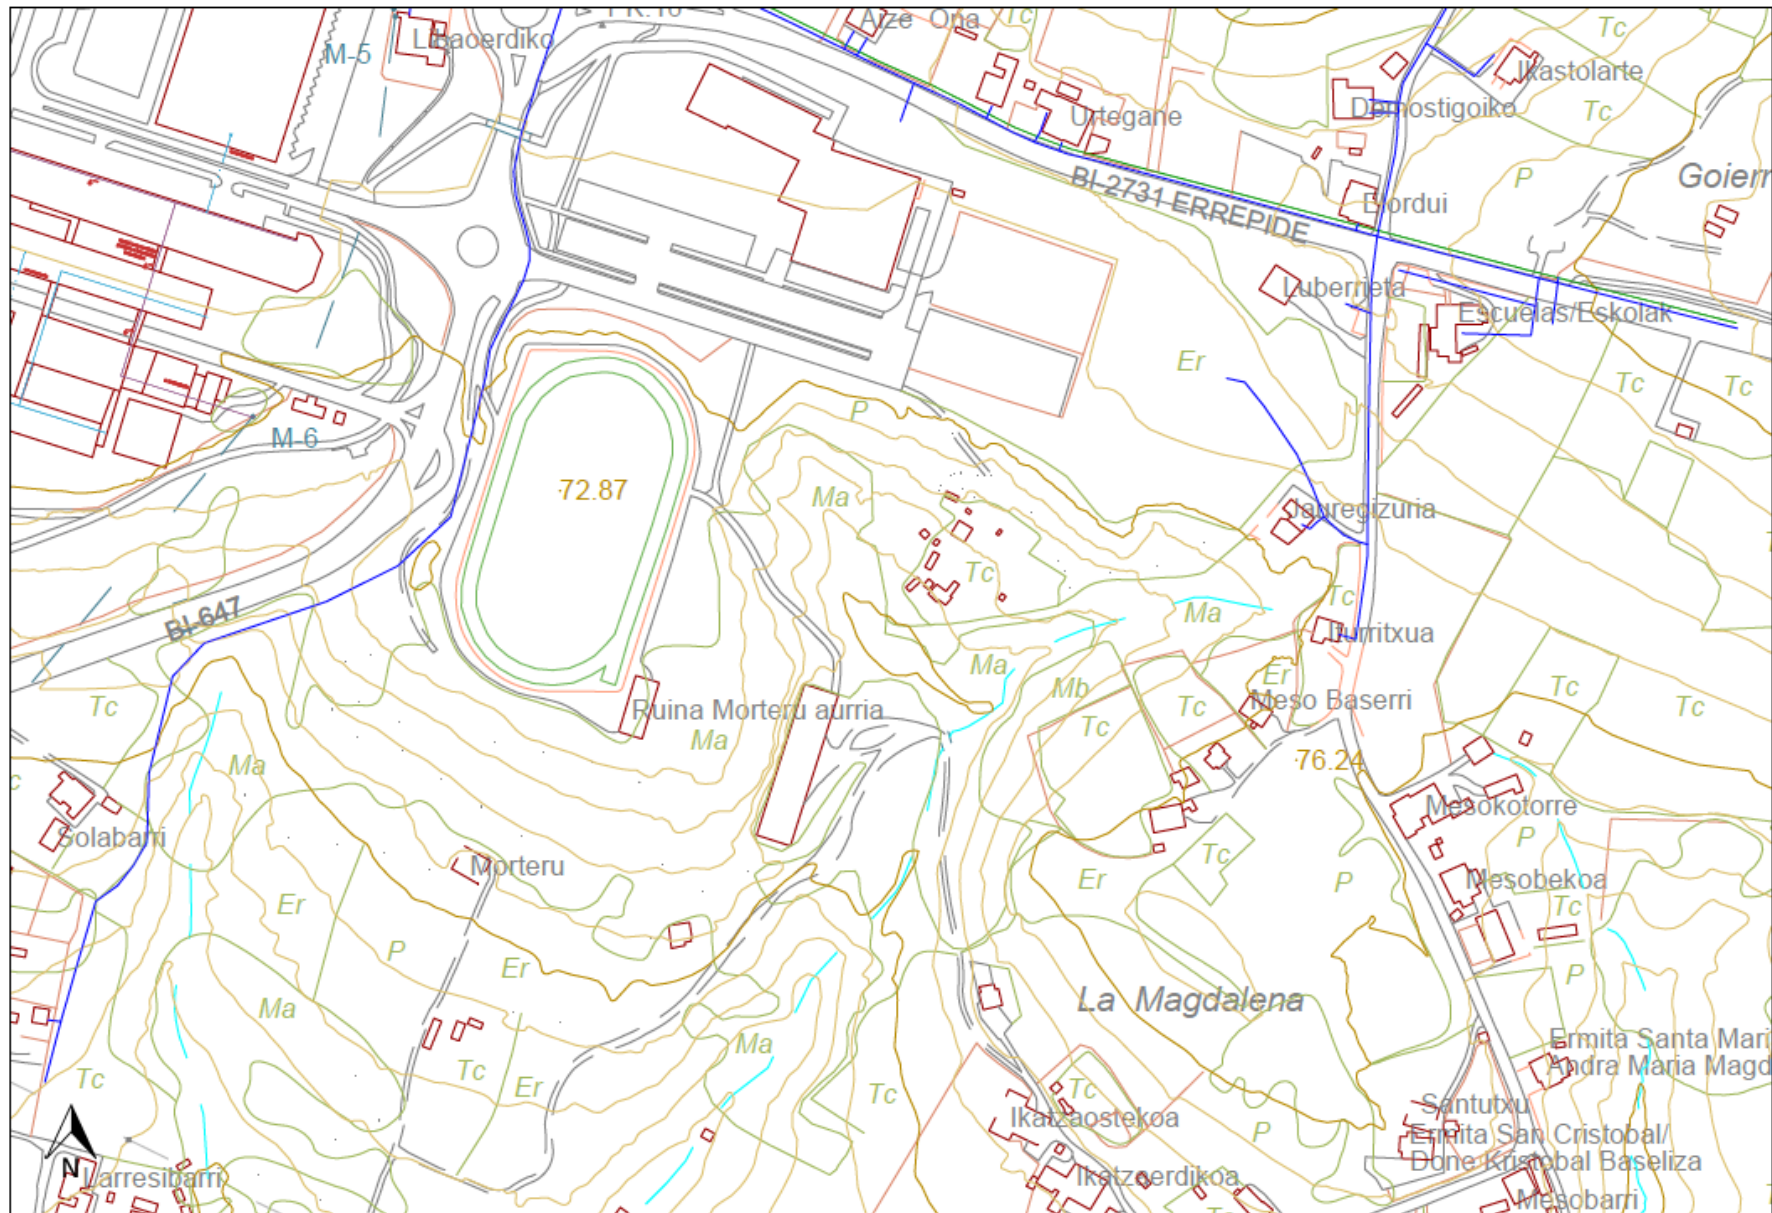 Aize Ona
Tc
Tc
M-5
Libaoerdiko
Ikastolarte
Domostigoiko
Tc
Urtegane
P
BI-2731 ERREPIDE
Elordui
Luberrieta
Escuelas/Eskolak
Er
Tc
Tc
P
M-6
72.87
Ma
Jauregizuria
Tc
Tc
BI-647
Ma
Iturritxua
Ma
Er
Mb
Tc
Tc
Tc
Tc
Meso Baserri
Ruina Morteru aurria
Tc
Ma
Ma
76.24
Mesokotorre
Solabarri
P
Tc
Morteru
Er
P
Mesobekoa
Er
Tc
P
Er
P
La Magdalena
Ma
Ma
Ermita Santa Mari
Andra Maria Magd
Tc
Tc
Er
Tc
Tc
Santutxu
Ikatzaostekoa
P
Ermita San Cristobal/
Done Kristobal Baseliza
N
Larresibarri
Ikatzaerdikoa
Mesobarri